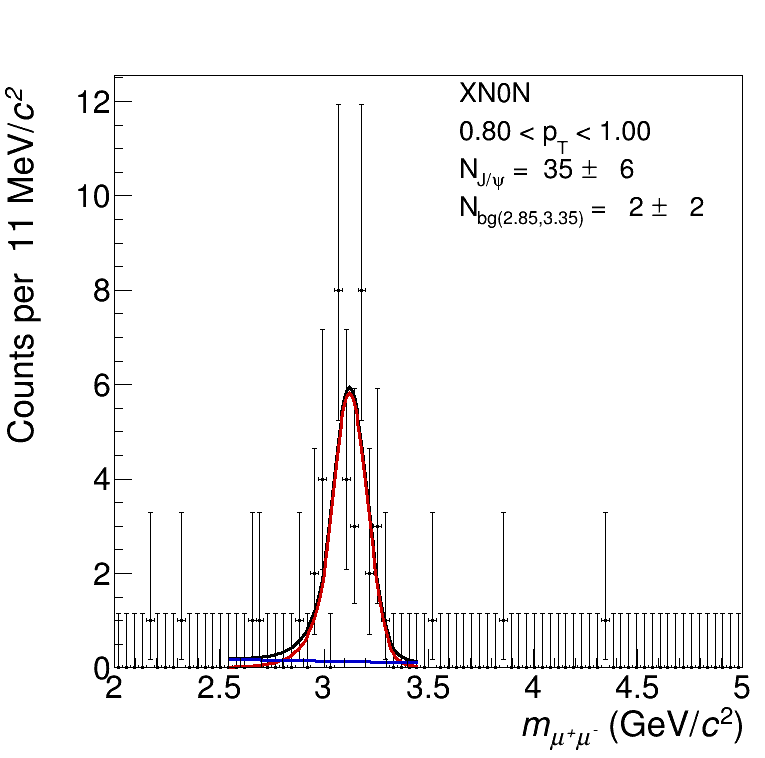 Counts per 11 MeV/c²
12
10
8
6
4
2
0
XN0N
0.80 < p_T < 1.00
N_J/ψ = 35 ± 6
N_bg(2.85,3.35) = 2 ± 2
2 2.5 3 3.5 4 4.5 5
m_μ⁺μ⁻ (GeV/c²)